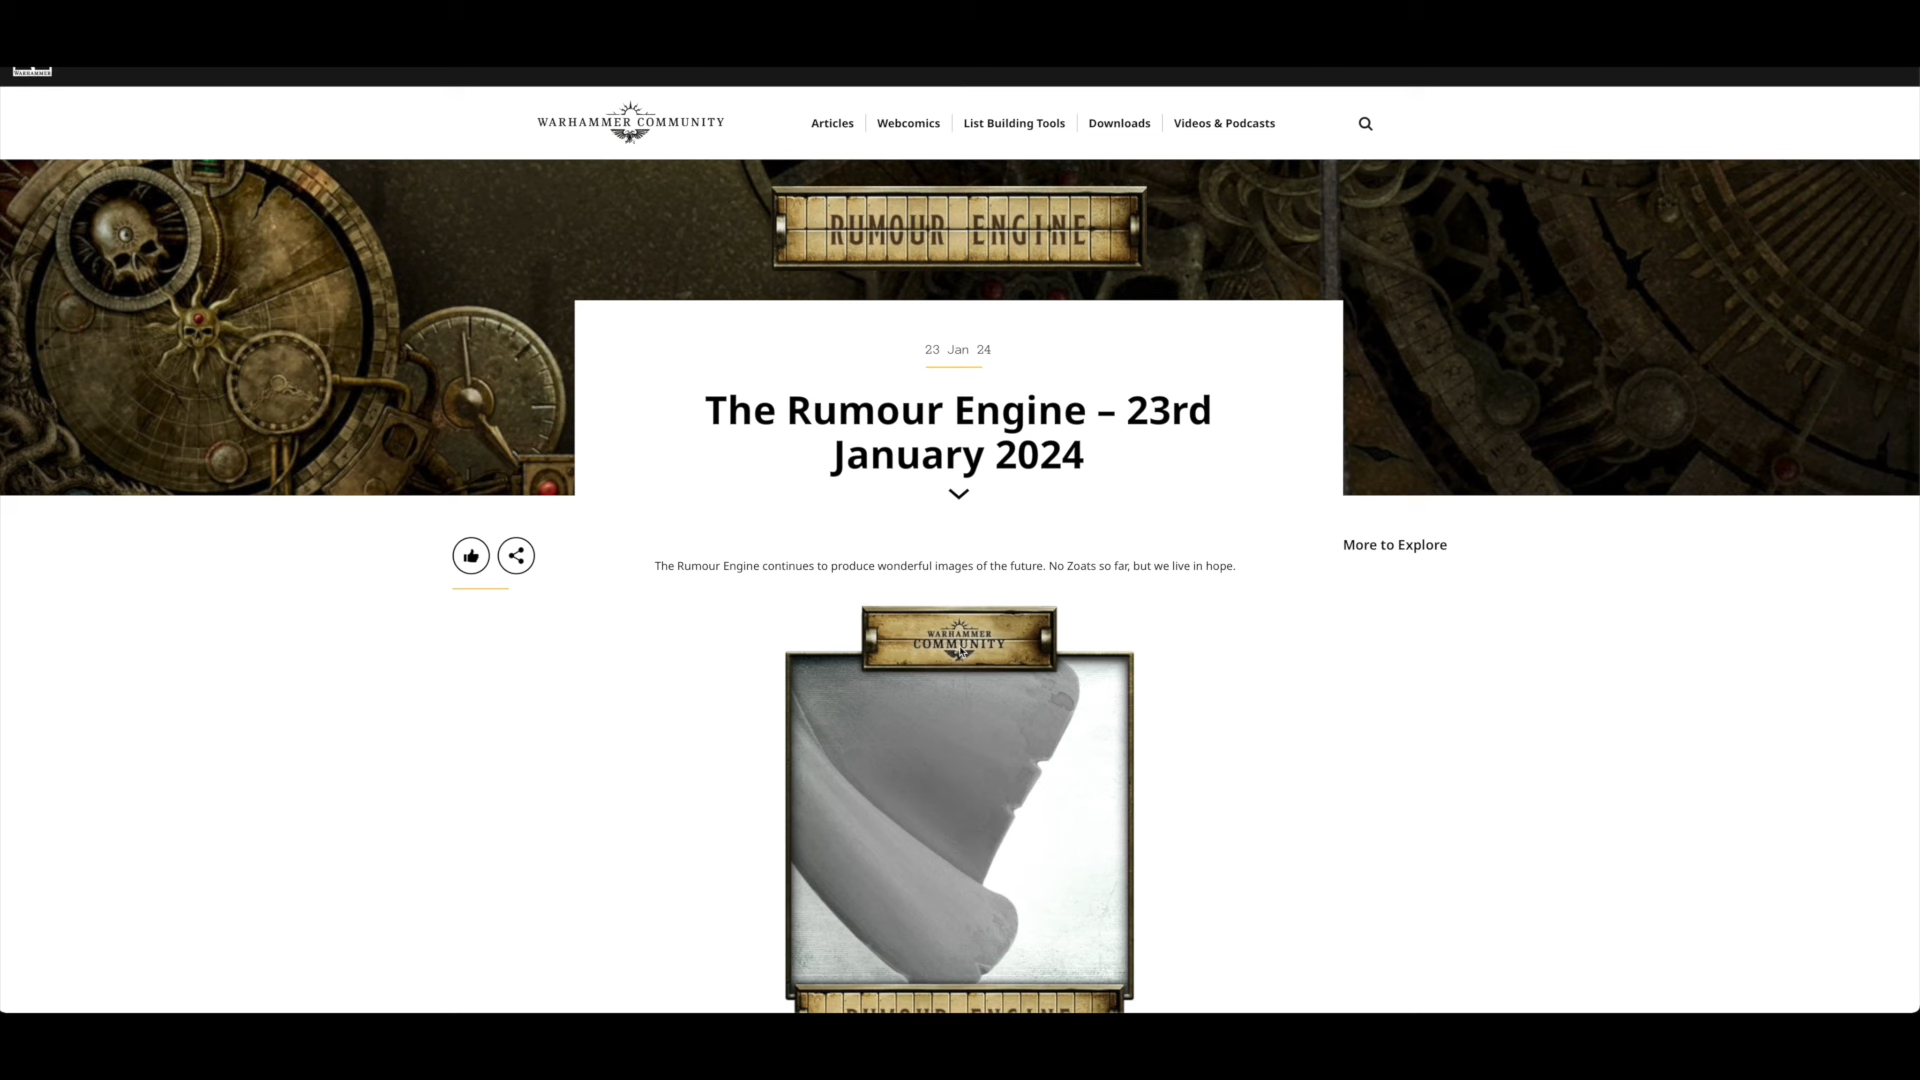 WARHAMMER
WARHAMMER COMMUNITY
Articles
Webcomics
List Building Tools
Downloads
Videos & Podcasts
RUMOUR ENGINE
23 Jan 24
The Rumour Engine – 23rd
January 2024
More to Explore
The Rumour Engine continues to produce wonderful images of the future. No Zoats so far, but we live in hope.
WARHAMMER
COMMUNITY
RUMOUR ENGINE